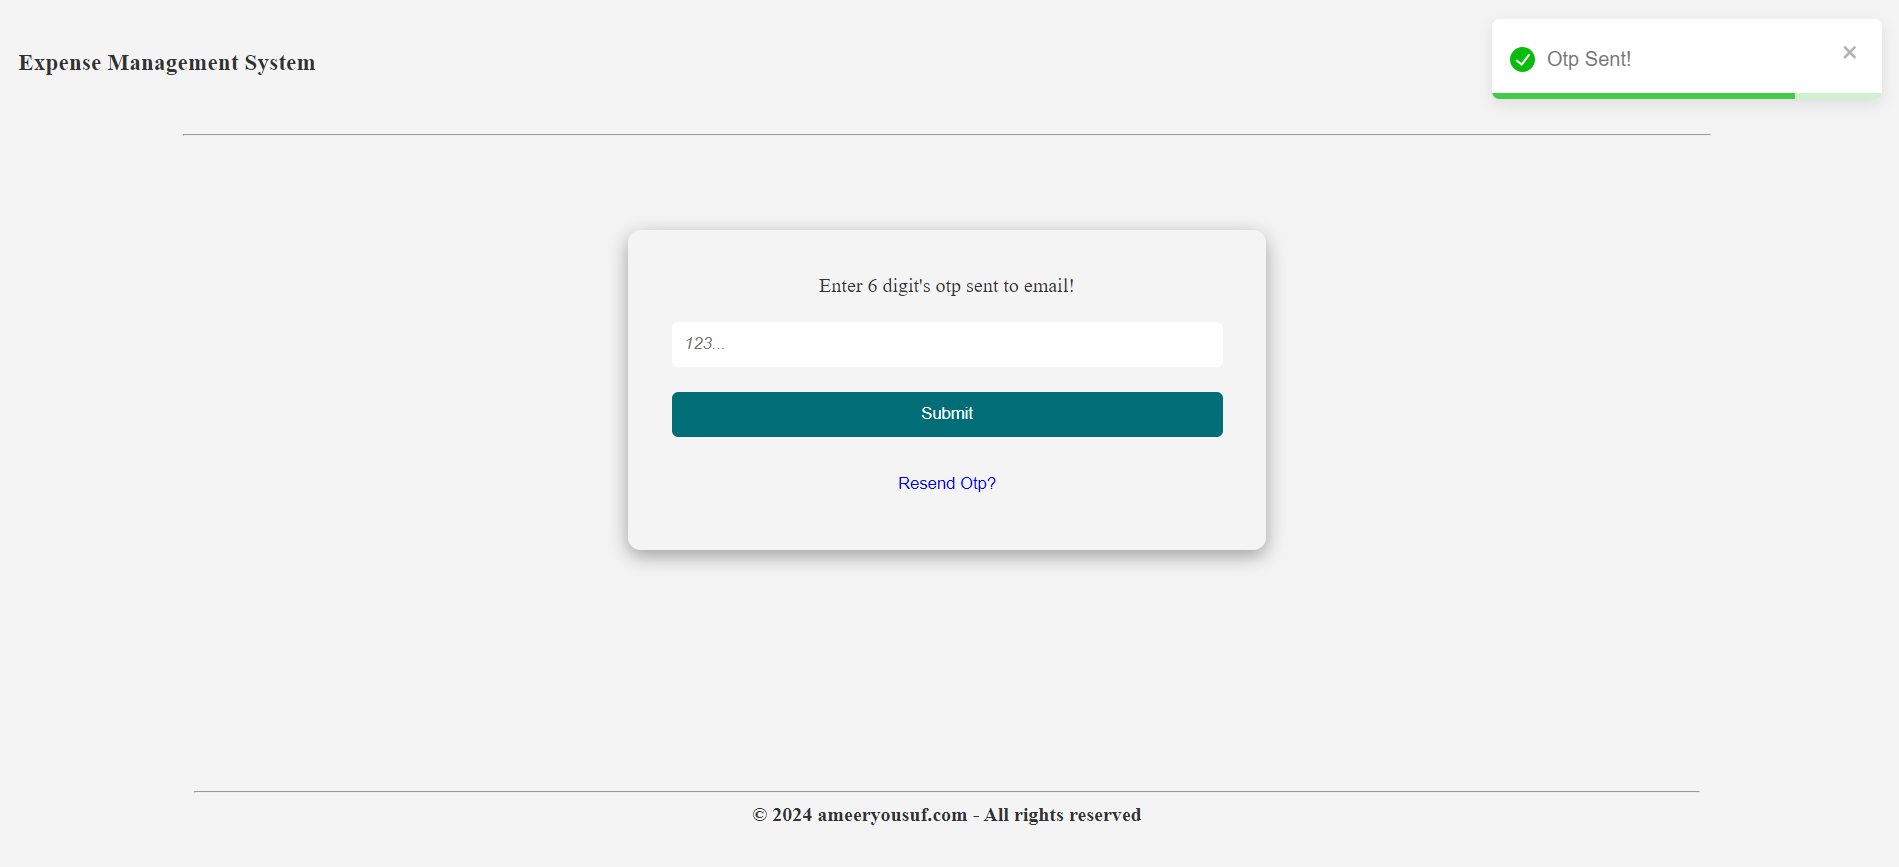 Expense Management System
Otp Sent!
Enter 6 digit's otp sent to email!
123...
Submit
Resend Otp?
© 2024 ameeryousuf.com - All rights reserved